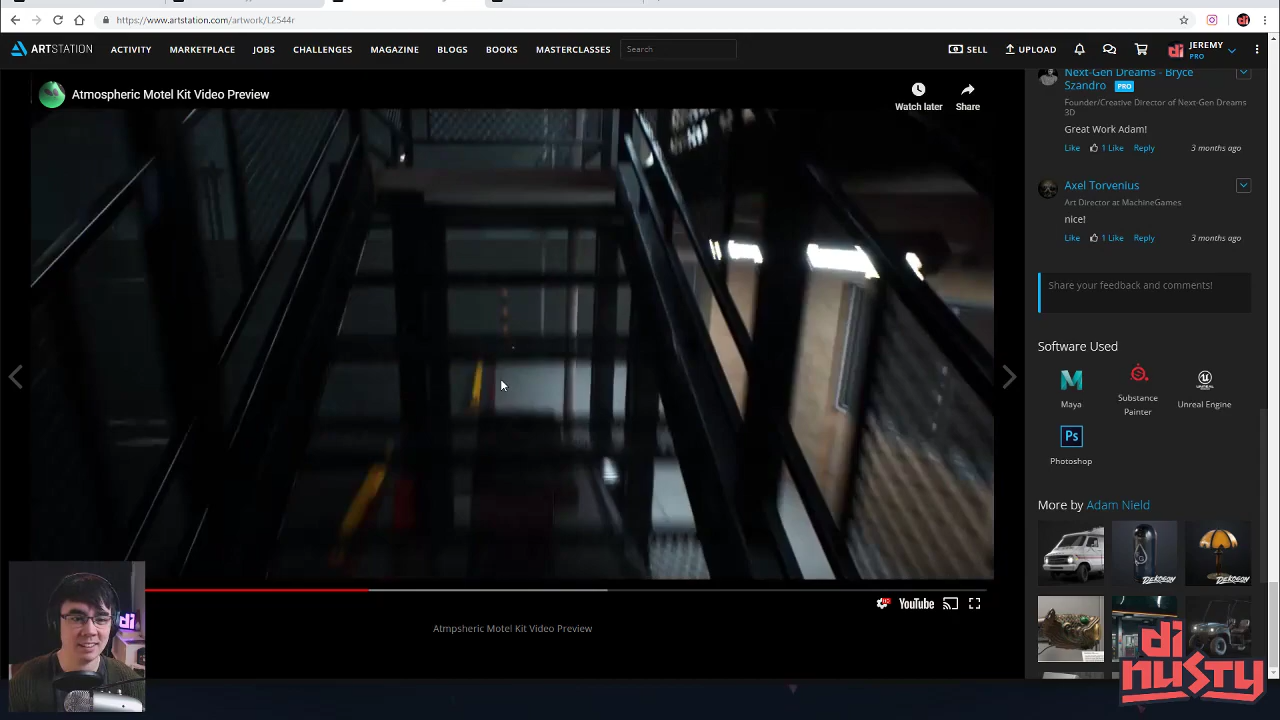 https://www.artstation.com/artwork/L2544r
ARTSTATION
ACTIVITY
MARKETPLACE
JOBS
CHALLENGES
MAGAZINE
BLOGS
BOOKS
MASTERCLASSES
Search
SELL
UPLOAD
JEREMY
PRO
Atmospheric Motel Kit Video Preview
Watch later
Share
YouTube
Atmpsheric Motel Kit Video Preview
Next-Gen Dreams - Bryce
Szandro PRO
Founder/Creative Director of Next-Gen Dreams
3D
Great Work Adam!
Like 1 Like Reply 3 months ago
Axel Torvenius
Art Director at MachineGames
nice!
Like 1 Like Reply 3 months ago
Share your feedback and comments!
Software Used
Maya
Substance
Painter
Unreal Engine
Ps
Photoshop
More by Adam Nield
di
nusty